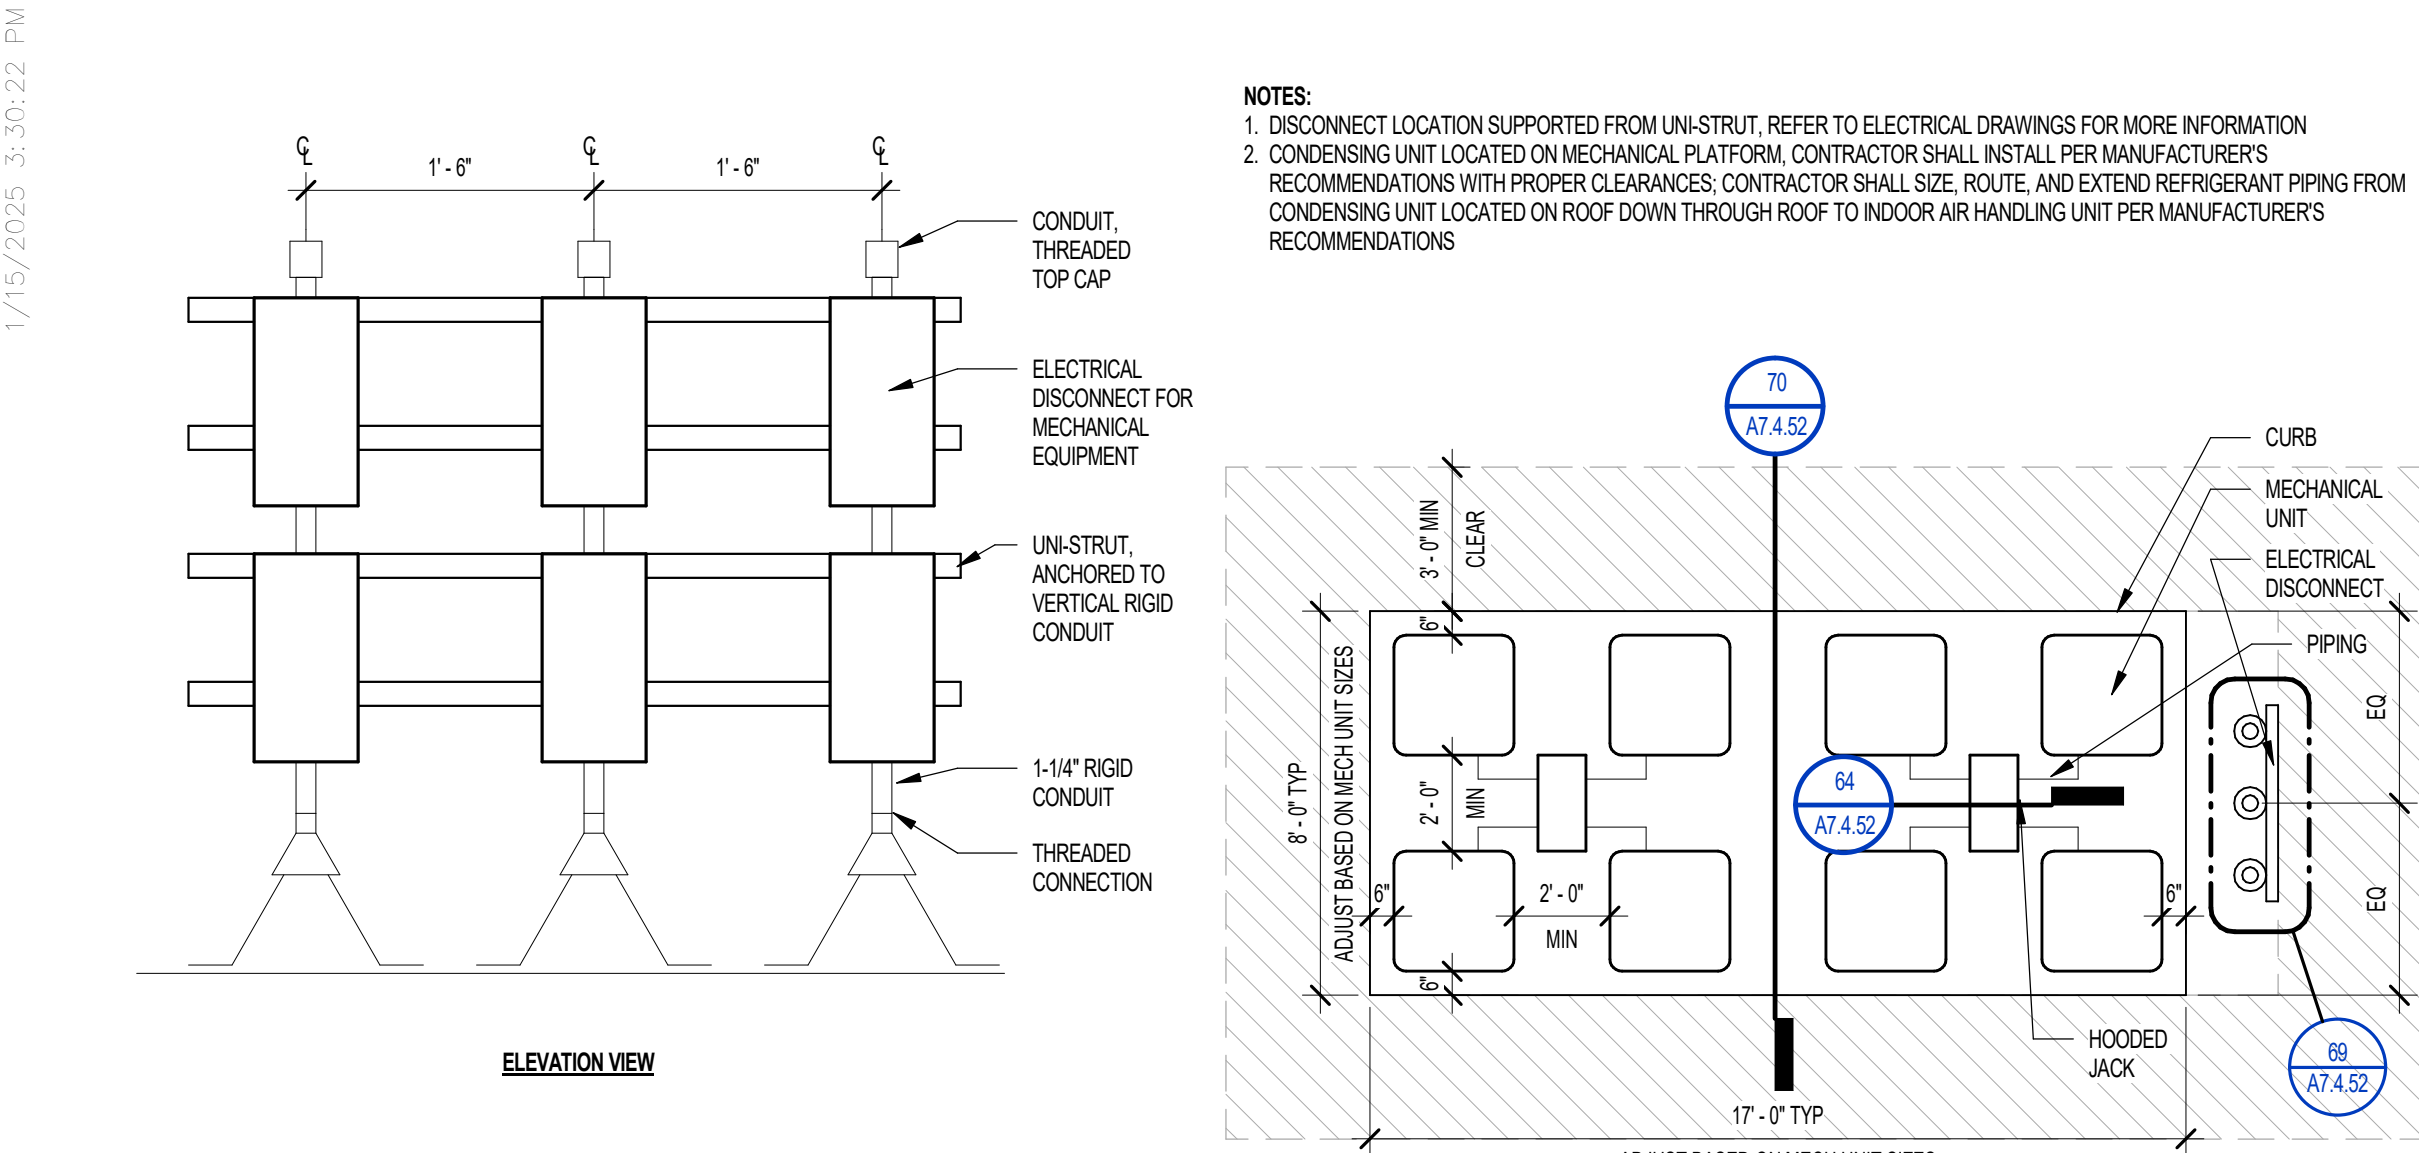 1/15/2025 3:30:22 PM
℄
℄
℄
1' - 6"
1' - 6"
CONDUIT,
THREADED
TOP CAP
ELECTRICAL
DISCONNECT FOR
MECHANICAL
EQUIPMENT
UNI-STRUT,
ANCHORED TO
VERTICAL RIGID
CONDUIT
1-1/4" RIGID
CONDUIT
THREADED
CONNECTION
ELEVATION VIEW
NOTES:
1. DISCONNECT LOCATION SUPPORTED FROM UNI-STRUT, REFER TO ELECTRICAL DRAWINGS FOR MORE INFORMATION
2. CONDENSING UNIT LOCATED ON MECHANICAL PLATFORM, CONTRACTOR SHALL INSTALL PER MANUFACTURER'S
RECOMMENDATIONS WITH PROPER CLEARANCES; CONTRACTOR SHALL SIZE, ROUTE, AND EXTEND REFRIGERANT PIPING FROM
CONDENSING UNIT LOCATED ON ROOF DOWN THROUGH ROOF TO INDOOR AIR HANDLING UNIT PER MANUFACTURER'S
RECOMMENDATIONS
70
A7.4.52
CURB
MECHANICAL
UNIT
ELECTRICAL
DISCONNECT
PIPING
3' - 0" MIN
CLEAR
6"
8' - 0" TYP
ADJUST BASED ON MECH UNIT SIZES
2' - 0"
MIN
64
A7.4.52
EQ
EQ
6"
2' - 0"
MIN
6"
6"
HOODED
JACK
69
A7.4.52
17' - 0" TYP
ADJUST BASED ON MECH UNIT SIZES